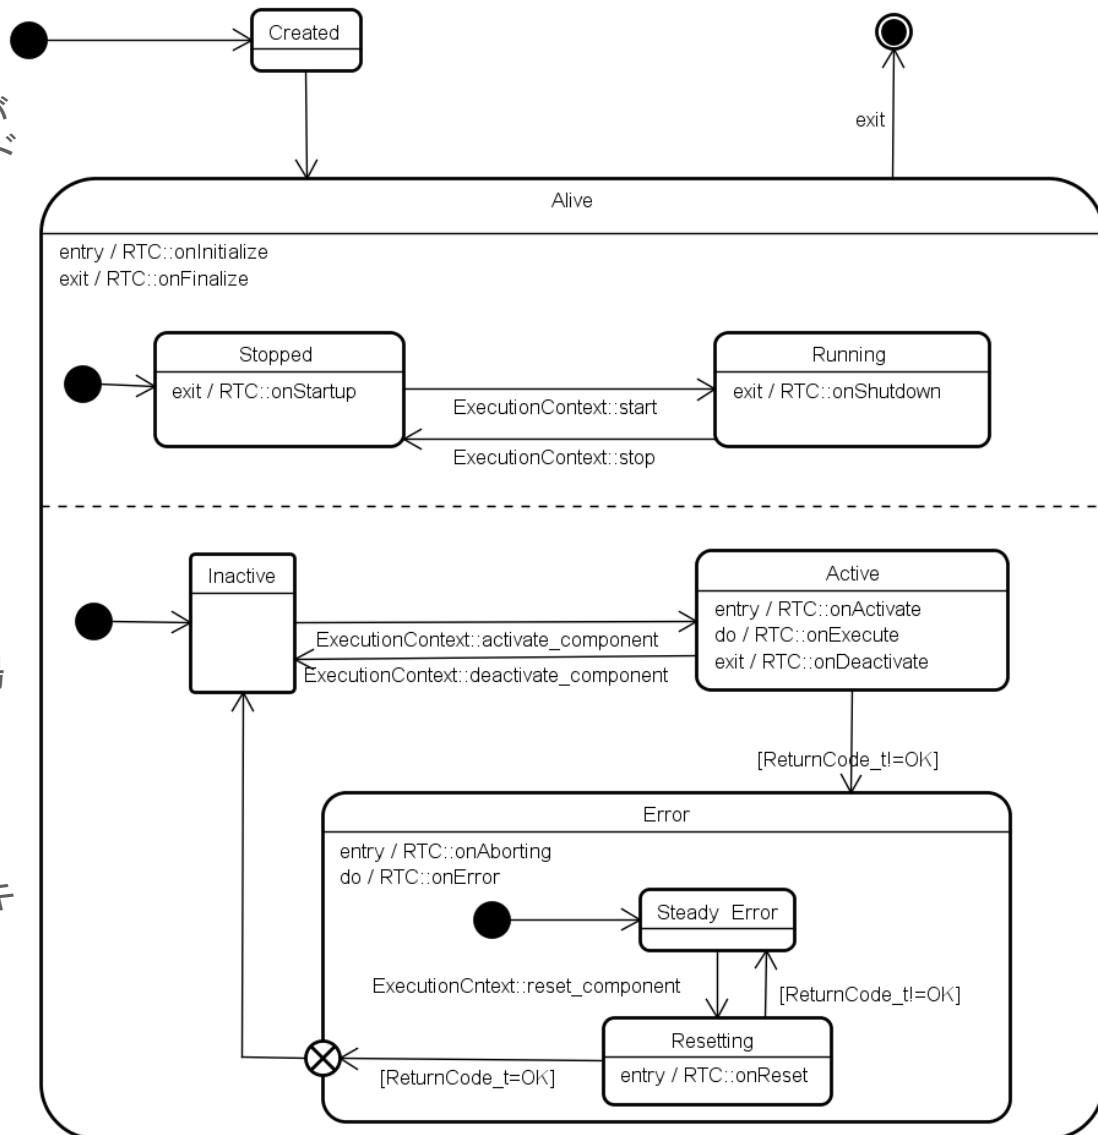 Created
exit
Alive
entry / RTC::onInitialize
exit / RTC::onFinalize
Stopped
exit / RTC::onStartup
Running
exit / RTC::onShutdown
ExecutionContext::start
ExecutionContext::stop
Inactive
Active
entry / RTC::onActivate
do / RTC::onExecute
exit / RTC::onDeactivate
ExecutionContext::activate_component
ExecutionContext::deactivate_component
[ReturnCode_t!=OK]
Error
entry / RTC::onAborting
do / RTC::onError
Steady Error
ExecutionCntext::reset_component
[ReturnCode_t!=OK]
Resetting
entry / RTC::onReset
[ReturnCode_t=OK]